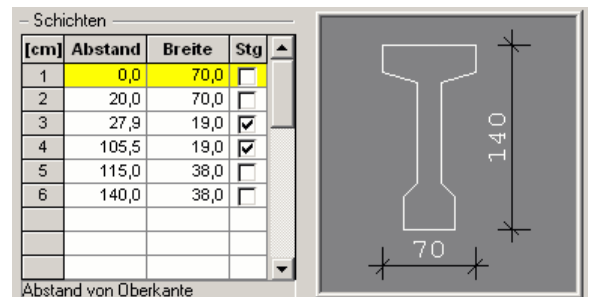 Schichten
[cm] Abstand Breite Stg
1 0,0 70,0
2 20,0 70,0
3 27,9 19,0
4 105,5 19,0
5 115,0 38,0
6 140,0 38,0
Abstand von Oberkante
140
70